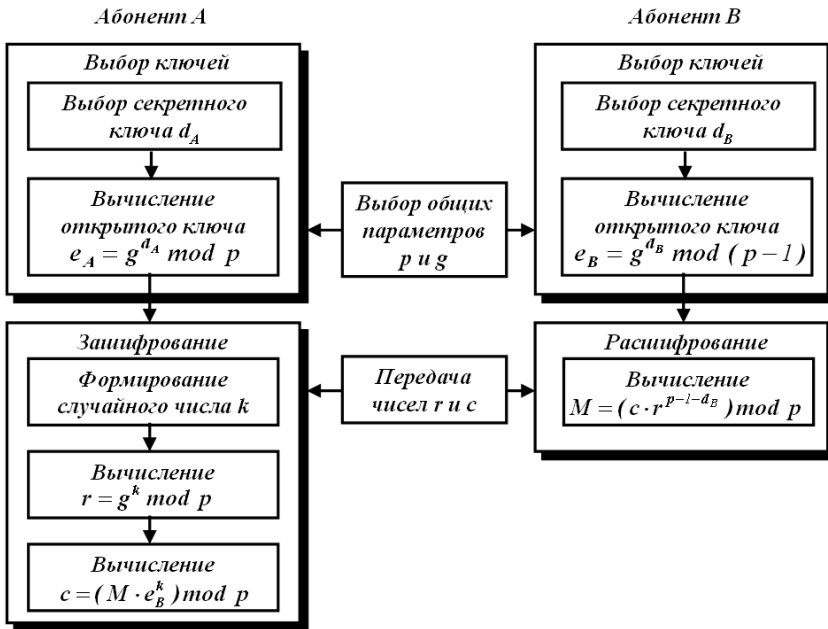 Абонент A
Выбор ключей
Выбор секретного
ключа d_A
Вычисление
открытого ключа
e_A = g^{d_A} mod p
Зашифрование
Формирование
случайного числа k
Вычисление
r = g^k mod p
Вычисление
c = (M · e_B^k) mod p
Выбор общих
параметров
p и g
Передача
чисел r и c
Абонент B
Выбор ключей
Выбор секретного
ключа d_B
Вычисление
открытого ключа
e_B = g^{d_B} mod (p – 1)
Расшифрование
Вычисление
M = (c · r^{p–1–d_B}) mod p